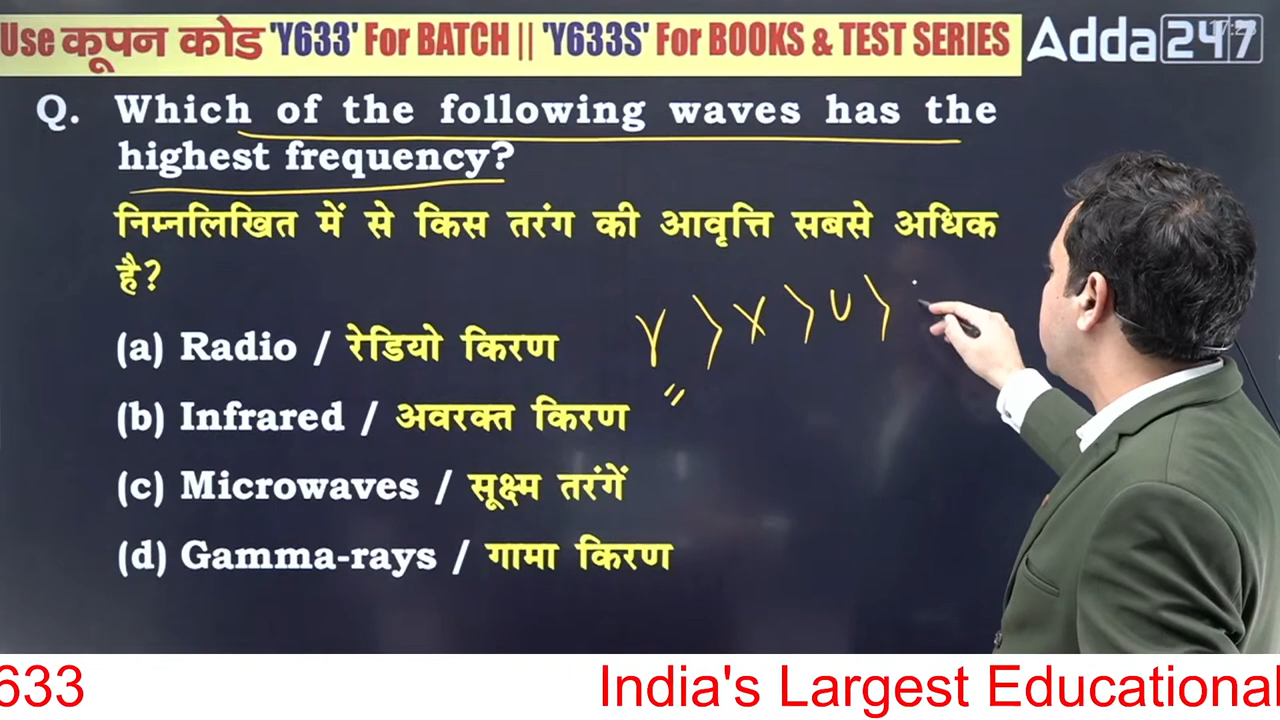 Use कूपन कोड 'Y633' For BATCH || 'Y633S' For BOOKS & TEST SERIES
Adda247
Q. Which of the following waves has the
highest frequency?
निम्नलिखित में से किस तरंग की आवृत्ति सबसे अधिक
है?
γ > X > U >
(a) Radio / रेडियो किरण
(b) Infrared / अवरक्त किरण
(c) Microwaves / सूक्ष्म तरंगें
(d) Gamma-rays / गामा किरण
633 India's Largest Educational